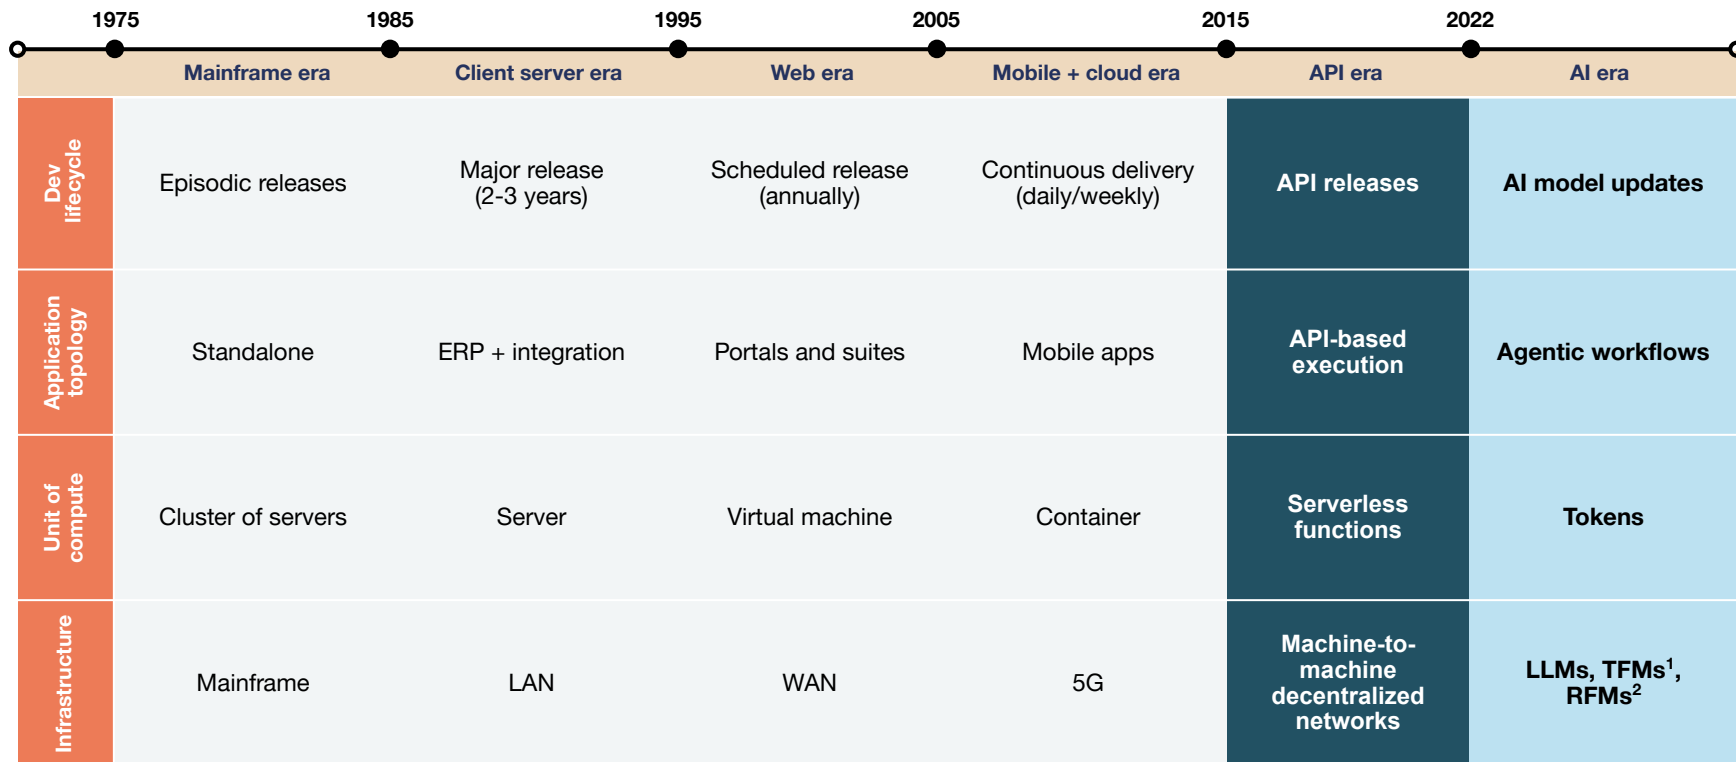 1975 1985 1995 2005 2015 2022
Mainframe era Client server era Web era Mobile + cloud era API era AI era
Dev
lifecycle
Episodic releases
Major release
(2-3 years)
Scheduled release
(annually)
Continuous delivery
(daily/weekly)
API releases
AI model updates
Application
topology
Standalone
ERP + integration
Portals and suites
Mobile apps
API-based
execution
Agentic workflows
Unit of
compute
Cluster of servers
Server
Virtual machine
Container
Serverless
functions
Tokens
Infrastructure
Mainframe
LAN
WAN
5G
Machine-to-
machine
decentralized
networks
LLMs, TFMs¹,
RFMs²